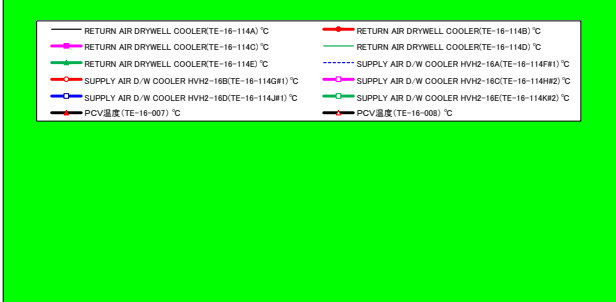 RETURN AIR DRYWELL COOLER(TE-16-114A) ℃
RETURN AIR DRYWELL COOLER(TE-16-114B) ℃
RETURN AIR DRYWELL COOLER(TE-16-114C) ℃
RETURN AIR DRYWELL COOLER(TE-16-114D) ℃
RETURN AIR DRYWELL COOLER(TE-16-114E) ℃
SUPPLY AIR D/W COOLER HVH2-16A(TE-16-114F#1) ℃
SUPPLY AIR D/W COOLER HVH2-16B(TE-16-114G#1) ℃
SUPPLY AIR D/W COOLER HVH2-16C(TE-16-114H#2) ℃
SUPPLY AIR D/W COOLER HVH2-16D(TE-16-114J#1) ℃
SUPPLY AIR D/W COOLER HVH2-16E(TE-16-114K#2) ℃
PCV温度(TE-16-007) ℃
PCV温度(TE-16-008) ℃